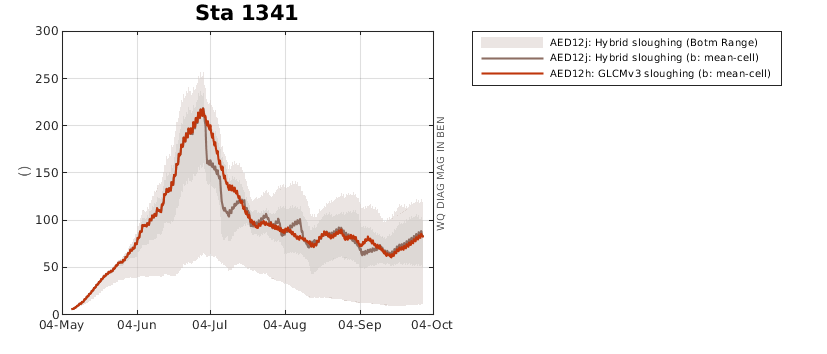 Sta 1341
300
250
200
150
100
50
0
()
04-May
04-Jun
04-Jul
04-Aug
04-Sep
04-Oct
WQ DIAG MAG IN BEN
AED12j: Hybrid sloughing (Botm Range)
AED12j: Hybrid sloughing (b: mean-cell)
AED12h: GLCMv3 sloughing (b: mean-cell)